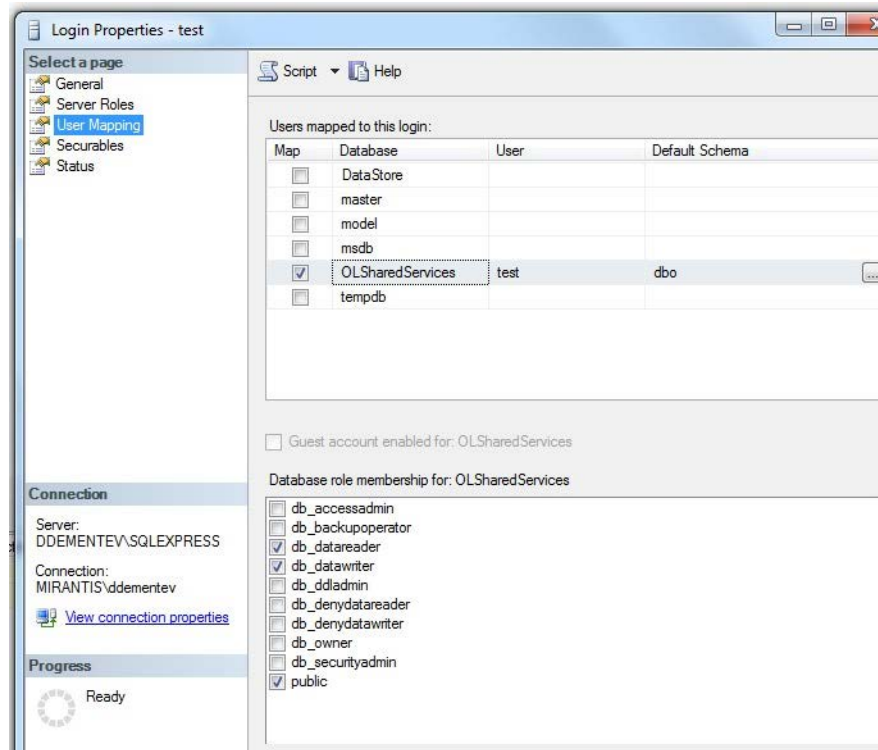 Login Properties - test
Select a page
General
Server Roles
User Mapping
Securables
Status
Script Help
Users mapped to this login:
Map Database User Default Schema
DataStore
master
model
msdb
OLSharedServices test dbo ...
tempdb
Guest account enabled for: OLSharedServices
Database role membership for: OLSharedServices
db_accessadmin
db_backupoperator
db_datareader
db_datawriter
db_ddladmin
db_denydatareader
db_denydatawriter
db_owner
db_securityadmin
public
Connection
Server:
DDEMENTEV\SQLEXPRESS
Connection:
MIRANTIS\ddementev
View connection properties
Progress
Ready